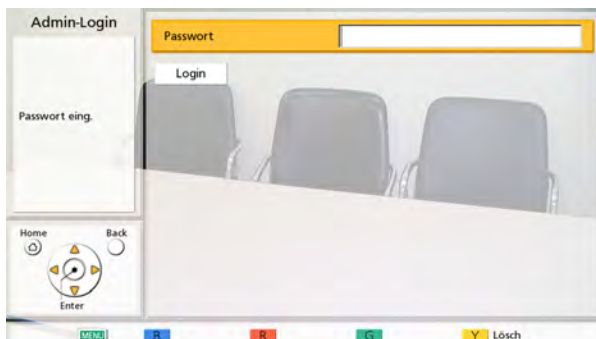 Admin-Login
Passwort
Login
Passwort eing.
Home Back
Enter
MENU B R G Y Lösch